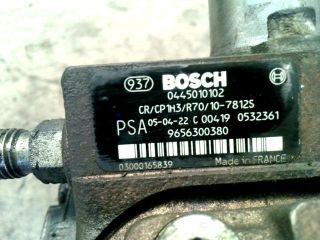 937 BOSCH
0445010102
CR/CP1H3/R70/10-7812S
PSA 05-04-22 C 00419 0532361
9656300380
03000165839 Made in FRANCE